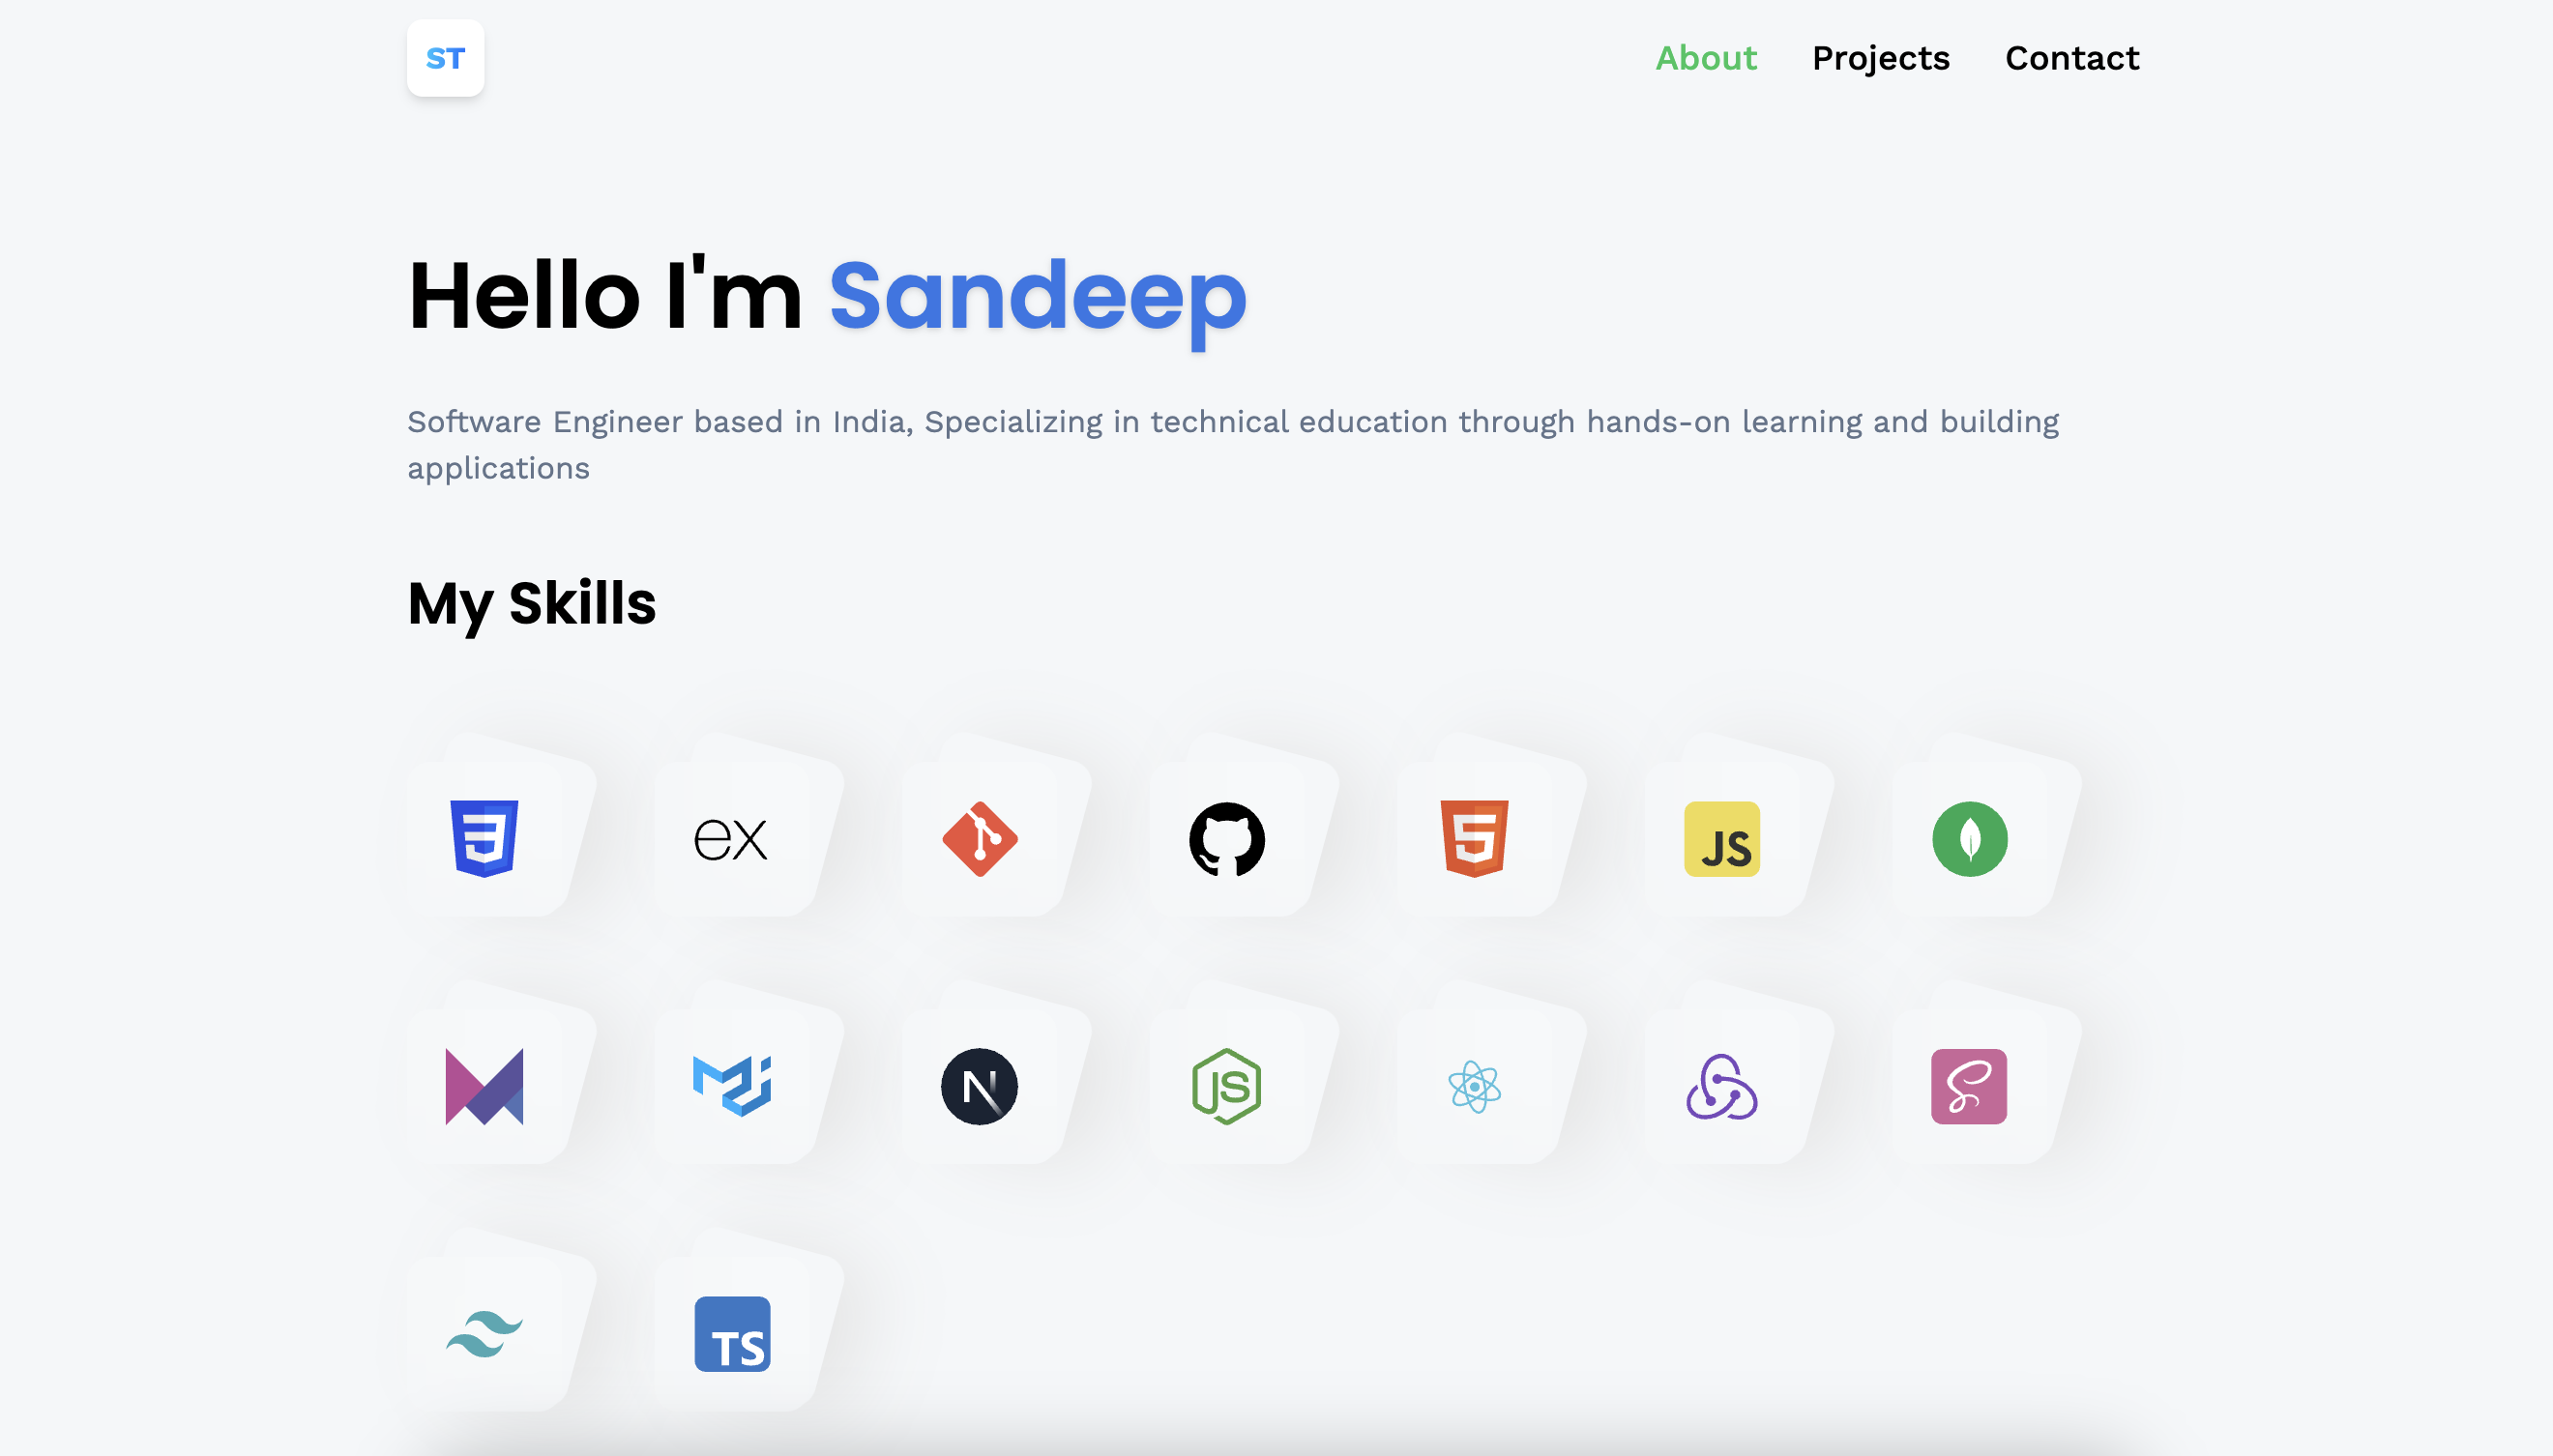 ST
About Projects Contact
Hello I'm Sandeep
Software Engineer based in India, Specializing in technical education through hands-on learning and building
applications
My Skills
ex
JS
N
JS
TS